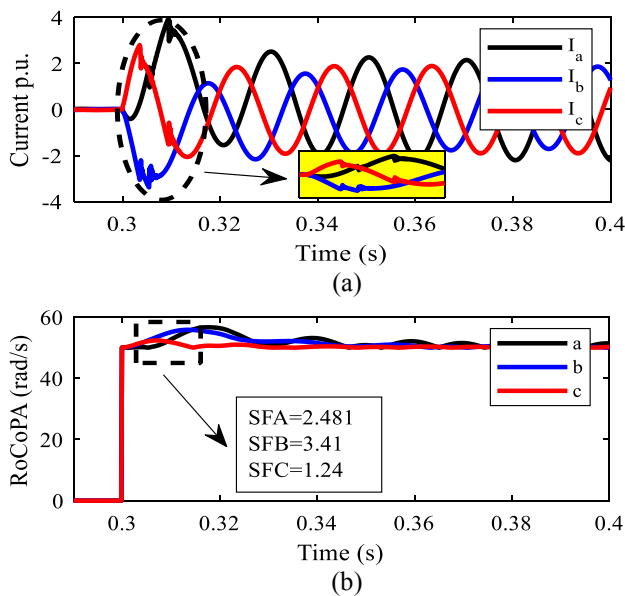 4
2
0
-2
-4
Current p.u.
I_a
I_b
I_c
0.3 0.32 0.34 0.36 0.38 0.4
Time (s)
(a)
60
40
20
0
RoCoPA (rad/s)
a
b
c
SFA=2.481
SFB=3.41
SFC=1.24
0.3 0.32 0.34 0.36 0.38 0.4
Time (s)
(b)